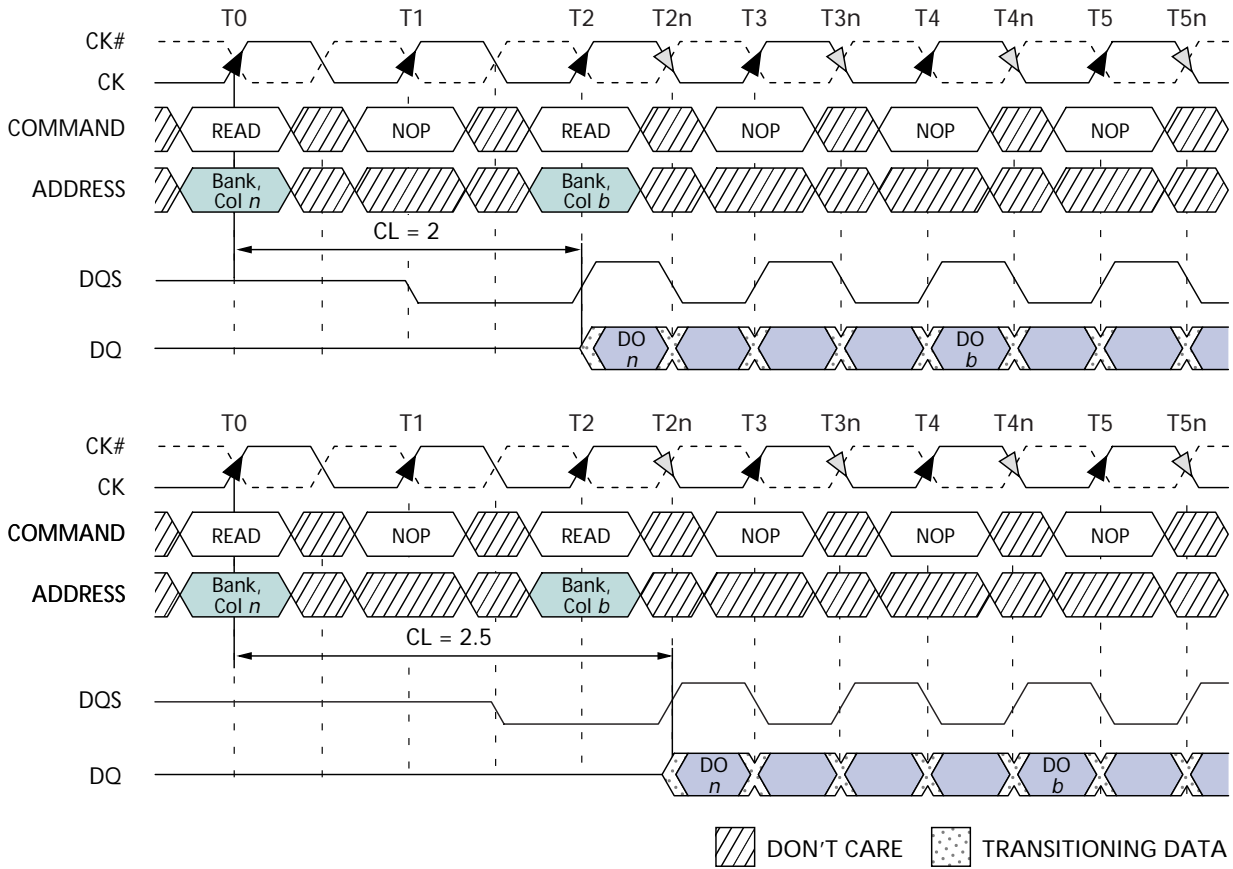 T0 T1 T2 T2n T3 T3n T4 T4n T5 T5n
CK#
CK
COMMAND READ NOP READ NOP NOP NOP
ADDRESS Bank, Col n Bank, Col b
CL = 2
DQS
DQ DO n DO b
T0 T1 T2 T2n T3 T3n T4 T4n T5 T5n
CK#
CK
COMMAND READ NOP READ NOP NOP NOP
ADDRESS Bank, Col n Bank, Col b
CL = 2.5
DQS
DQ DO n DO b
DON'T CARE TRANSITIONING DATA